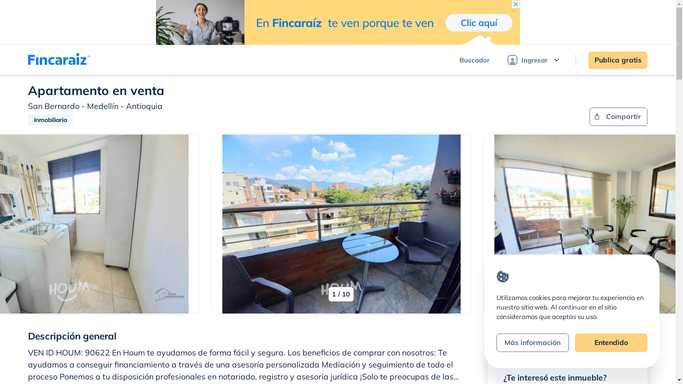 En Fincaraíz te ven porque te ven
Clic aquí
Fincaraíz
Buscador
Ingresar
Publica gratis
Apartamento en venta
San Bernardo - Medellín - Antioquia
Inmobiliaria
Compartir
HOUM
HOUM
1 / 10
Utilizamos cookies para mejorar tu experiencia en
nuestro sitio web. Al continuar en el sitio
consideramos que aceptas su uso.
Más información
Entendido
Descripción general
VEN ID HOUM: 90622 En Houm te ayudamos de forma fácil y segura. Los beneficios de comprar con nosotros: Te
ayudamos a conseguir financiamiento a través de una asesoría personalizada Mediación y seguimiento de todo el
proceso Ponemos a tu disposición profesionales en notariado, registro y asesoría jurídica ¡Solo te preocupas de las...
¿Te interesó este inmueble?